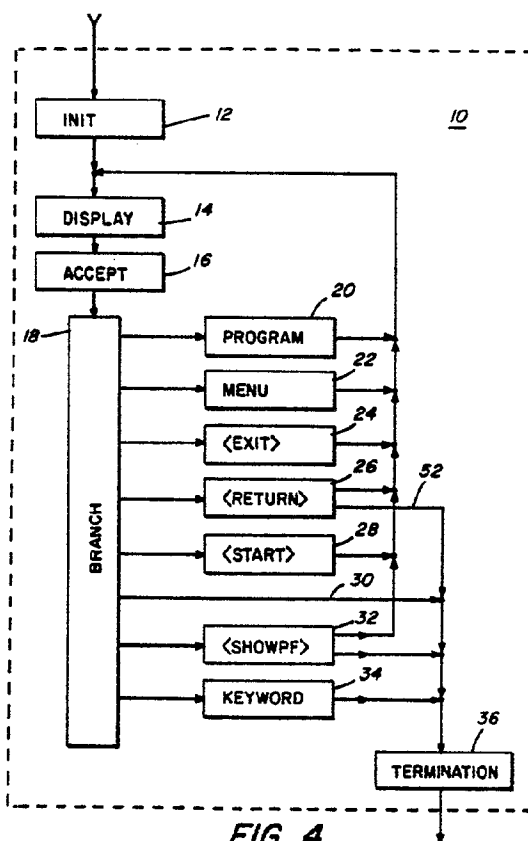 INIT
12
10
DISPLAY
14
ACCEPT
16
18
20
PROGRAM
22
MENU
24
<EXIT>
26
<RETURN>
52
28
<START>
BRANCH
30
32
<SHOWPF>
34
KEYWORD
36
TERMINATION
FIG. 4